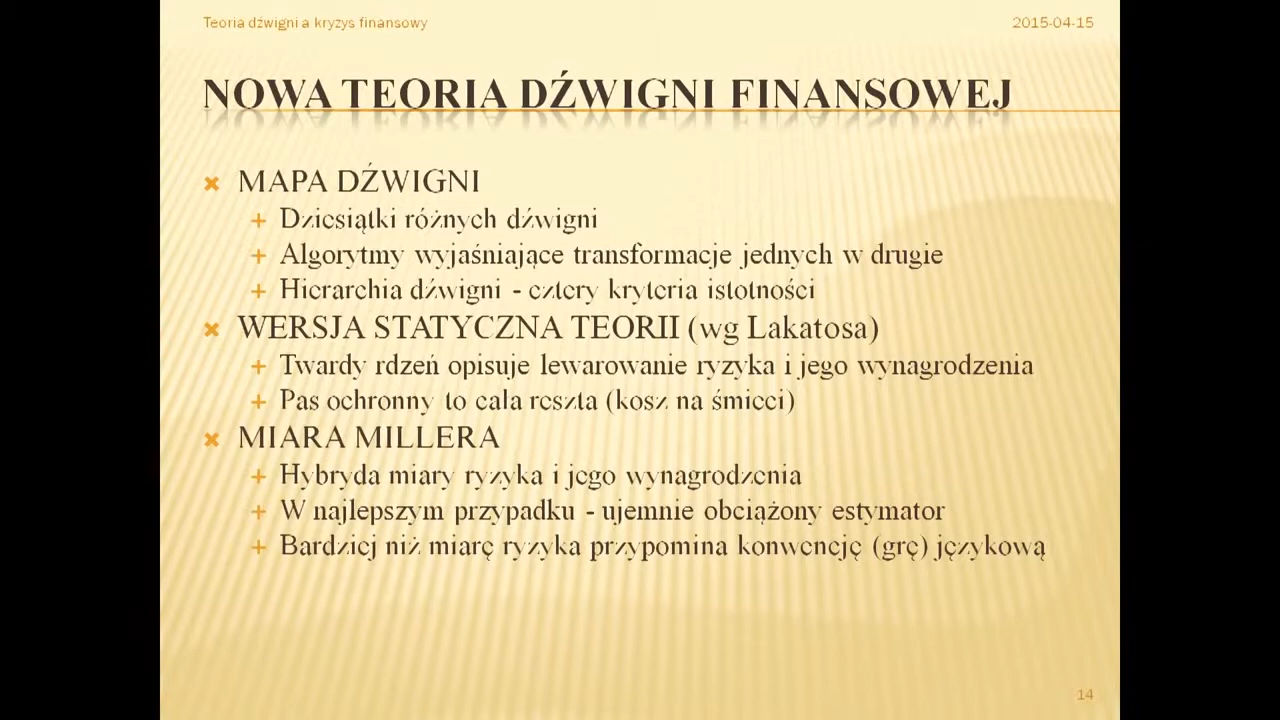 Teoria dźwigni a kryzys finansowy
2015-04-15
NOWA TEORIA DŹWIGNI FINANSOWEJ
MAPA DŹWIGNI
Dziesiątki różnych dźwigni
Algorytmy wyjaśniające transformacje jednych w drugie
Hierarchia dźwigni - cztery kryteria istotności
WERSJA STATYCZNA TEORII (wg Lakatosa)
Twardy rdzeń opisuje lewarowanie ryzyka i jego wynagrodzenia
Pas ochronny to cała reszta (kosz na śmieci)
MIARA MILLERA
Hybryda miary ryzyka i jego wynagrodzenia
W najlepszym przypadku - ujemnie obciążony estymator
Bardziej niż miarę ryzyka przypomina konwencję (grę) językową
14